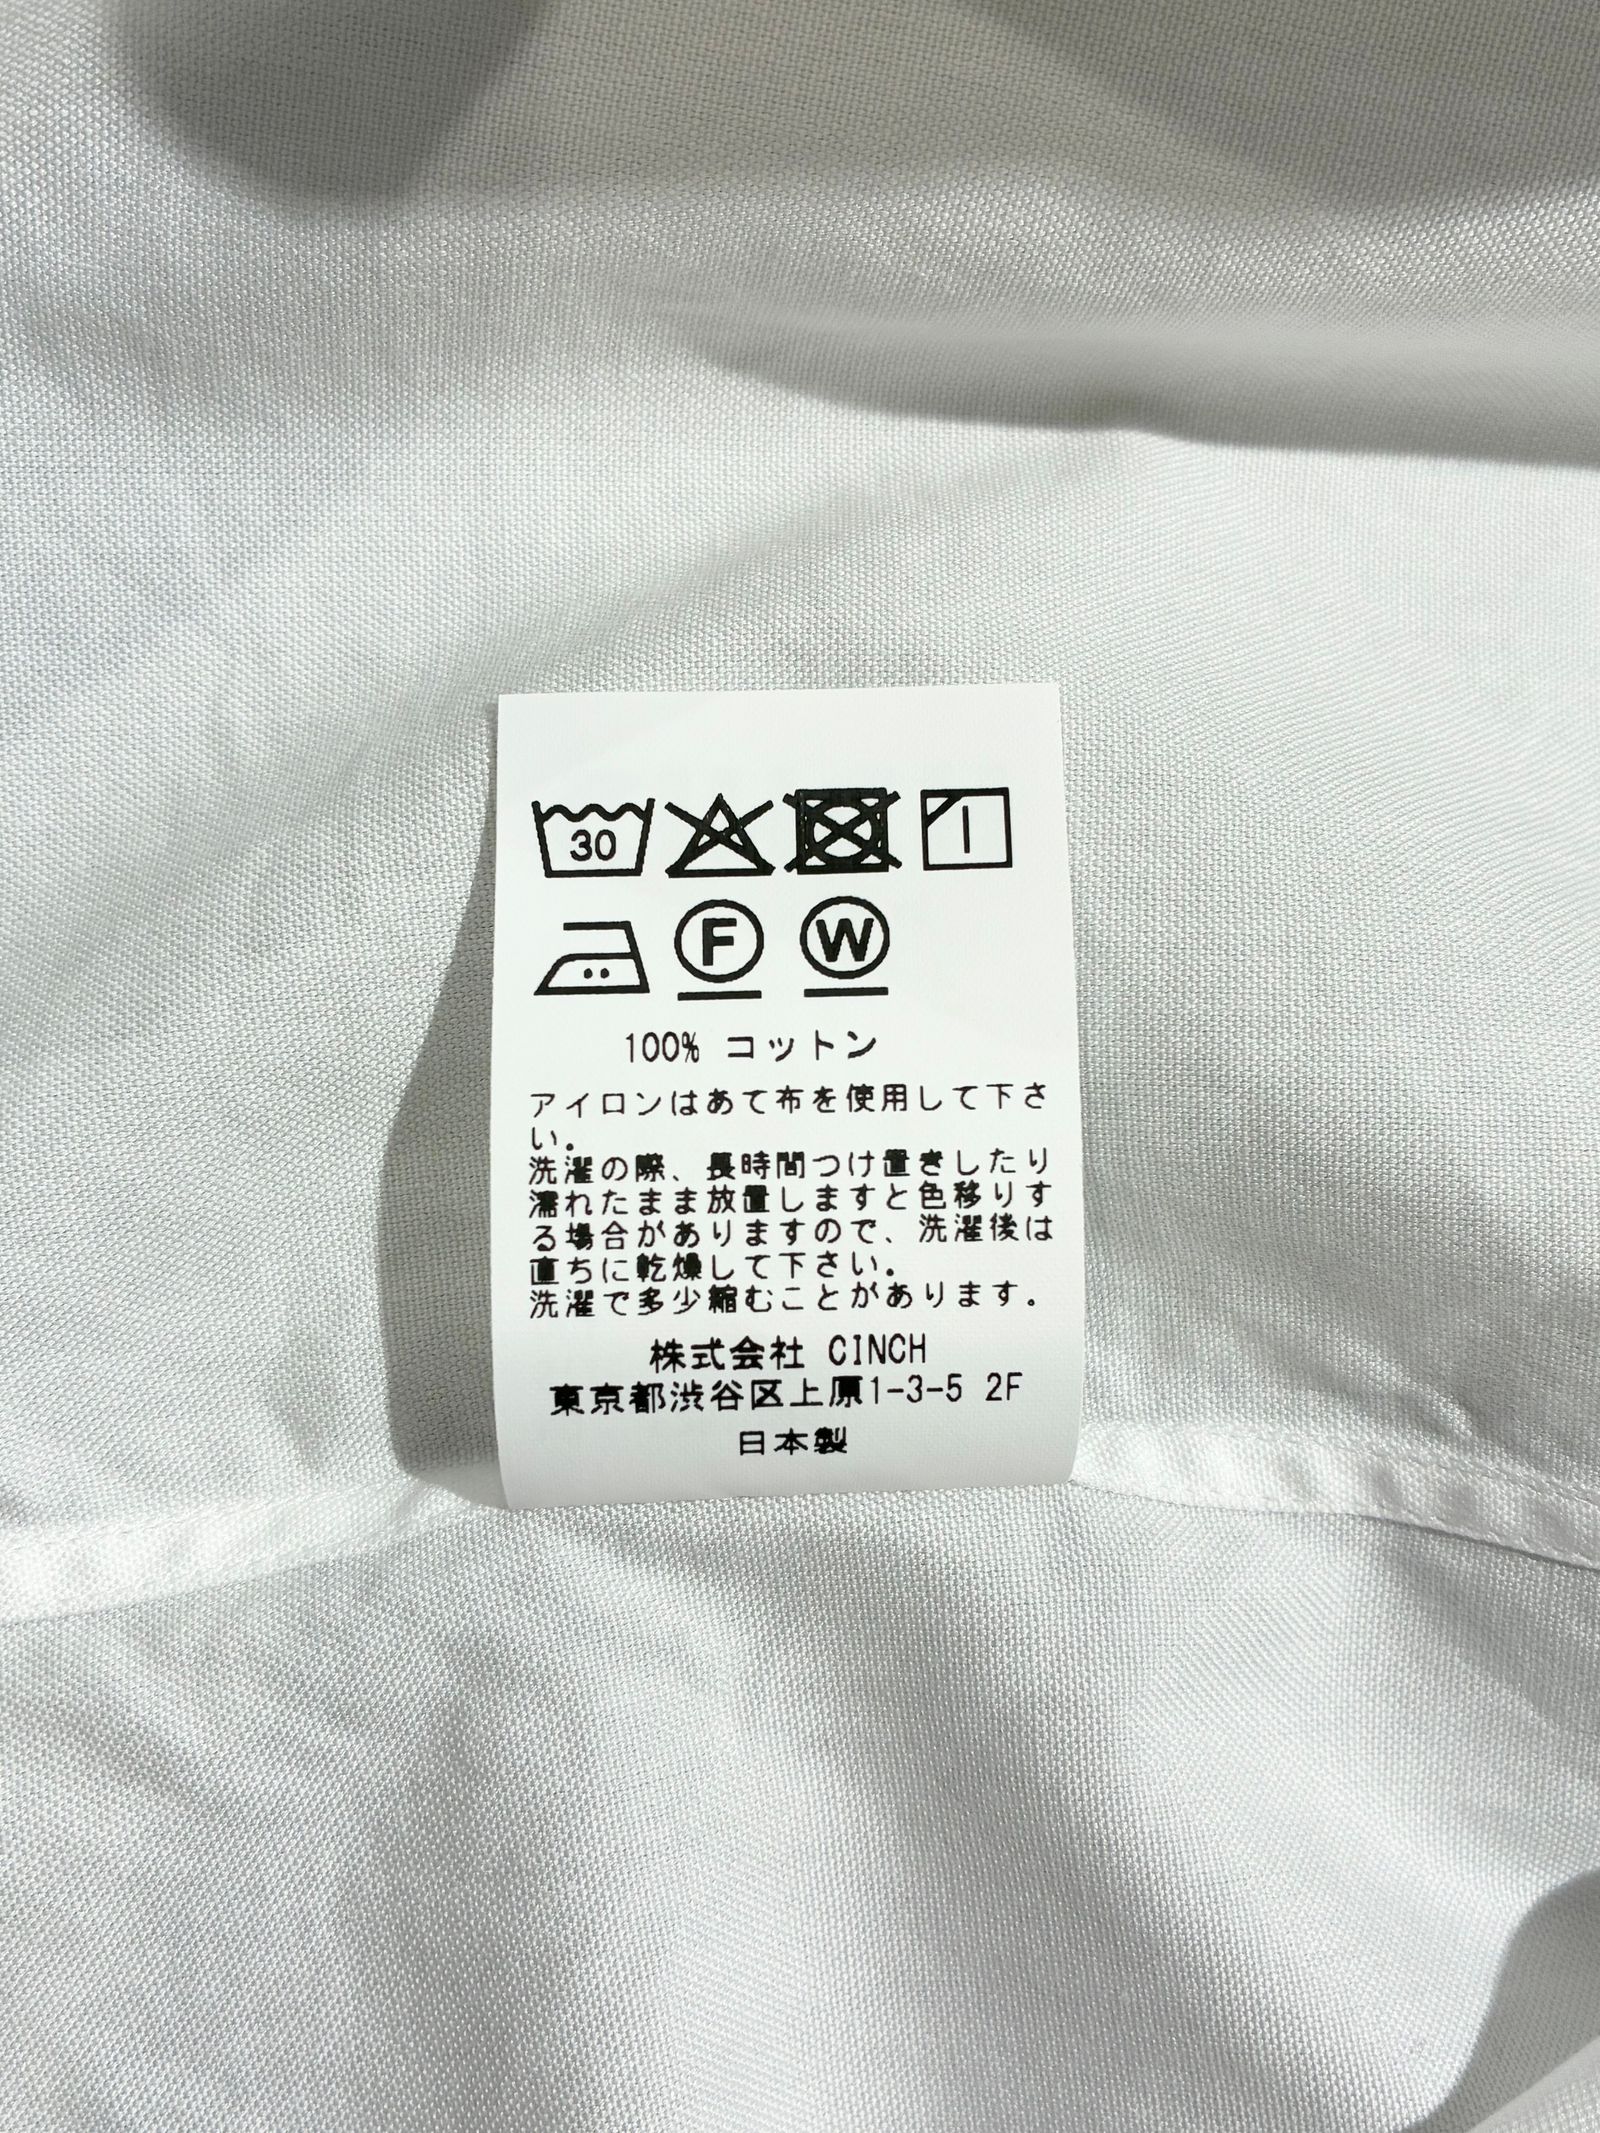 30
F W
100% コットン
アイロンはあて布を使用して下さ
い。
洗濯の際、長時間つけ置きしたり
濡れたまま放置しますと色移りす
る場合がありますので、洗濯後は
直ちに乾燥して下さい。
洗濯で多少縮むことがあります。
株式会社 CINCH
東京都渋谷区上原1-3-5 2F
日本製